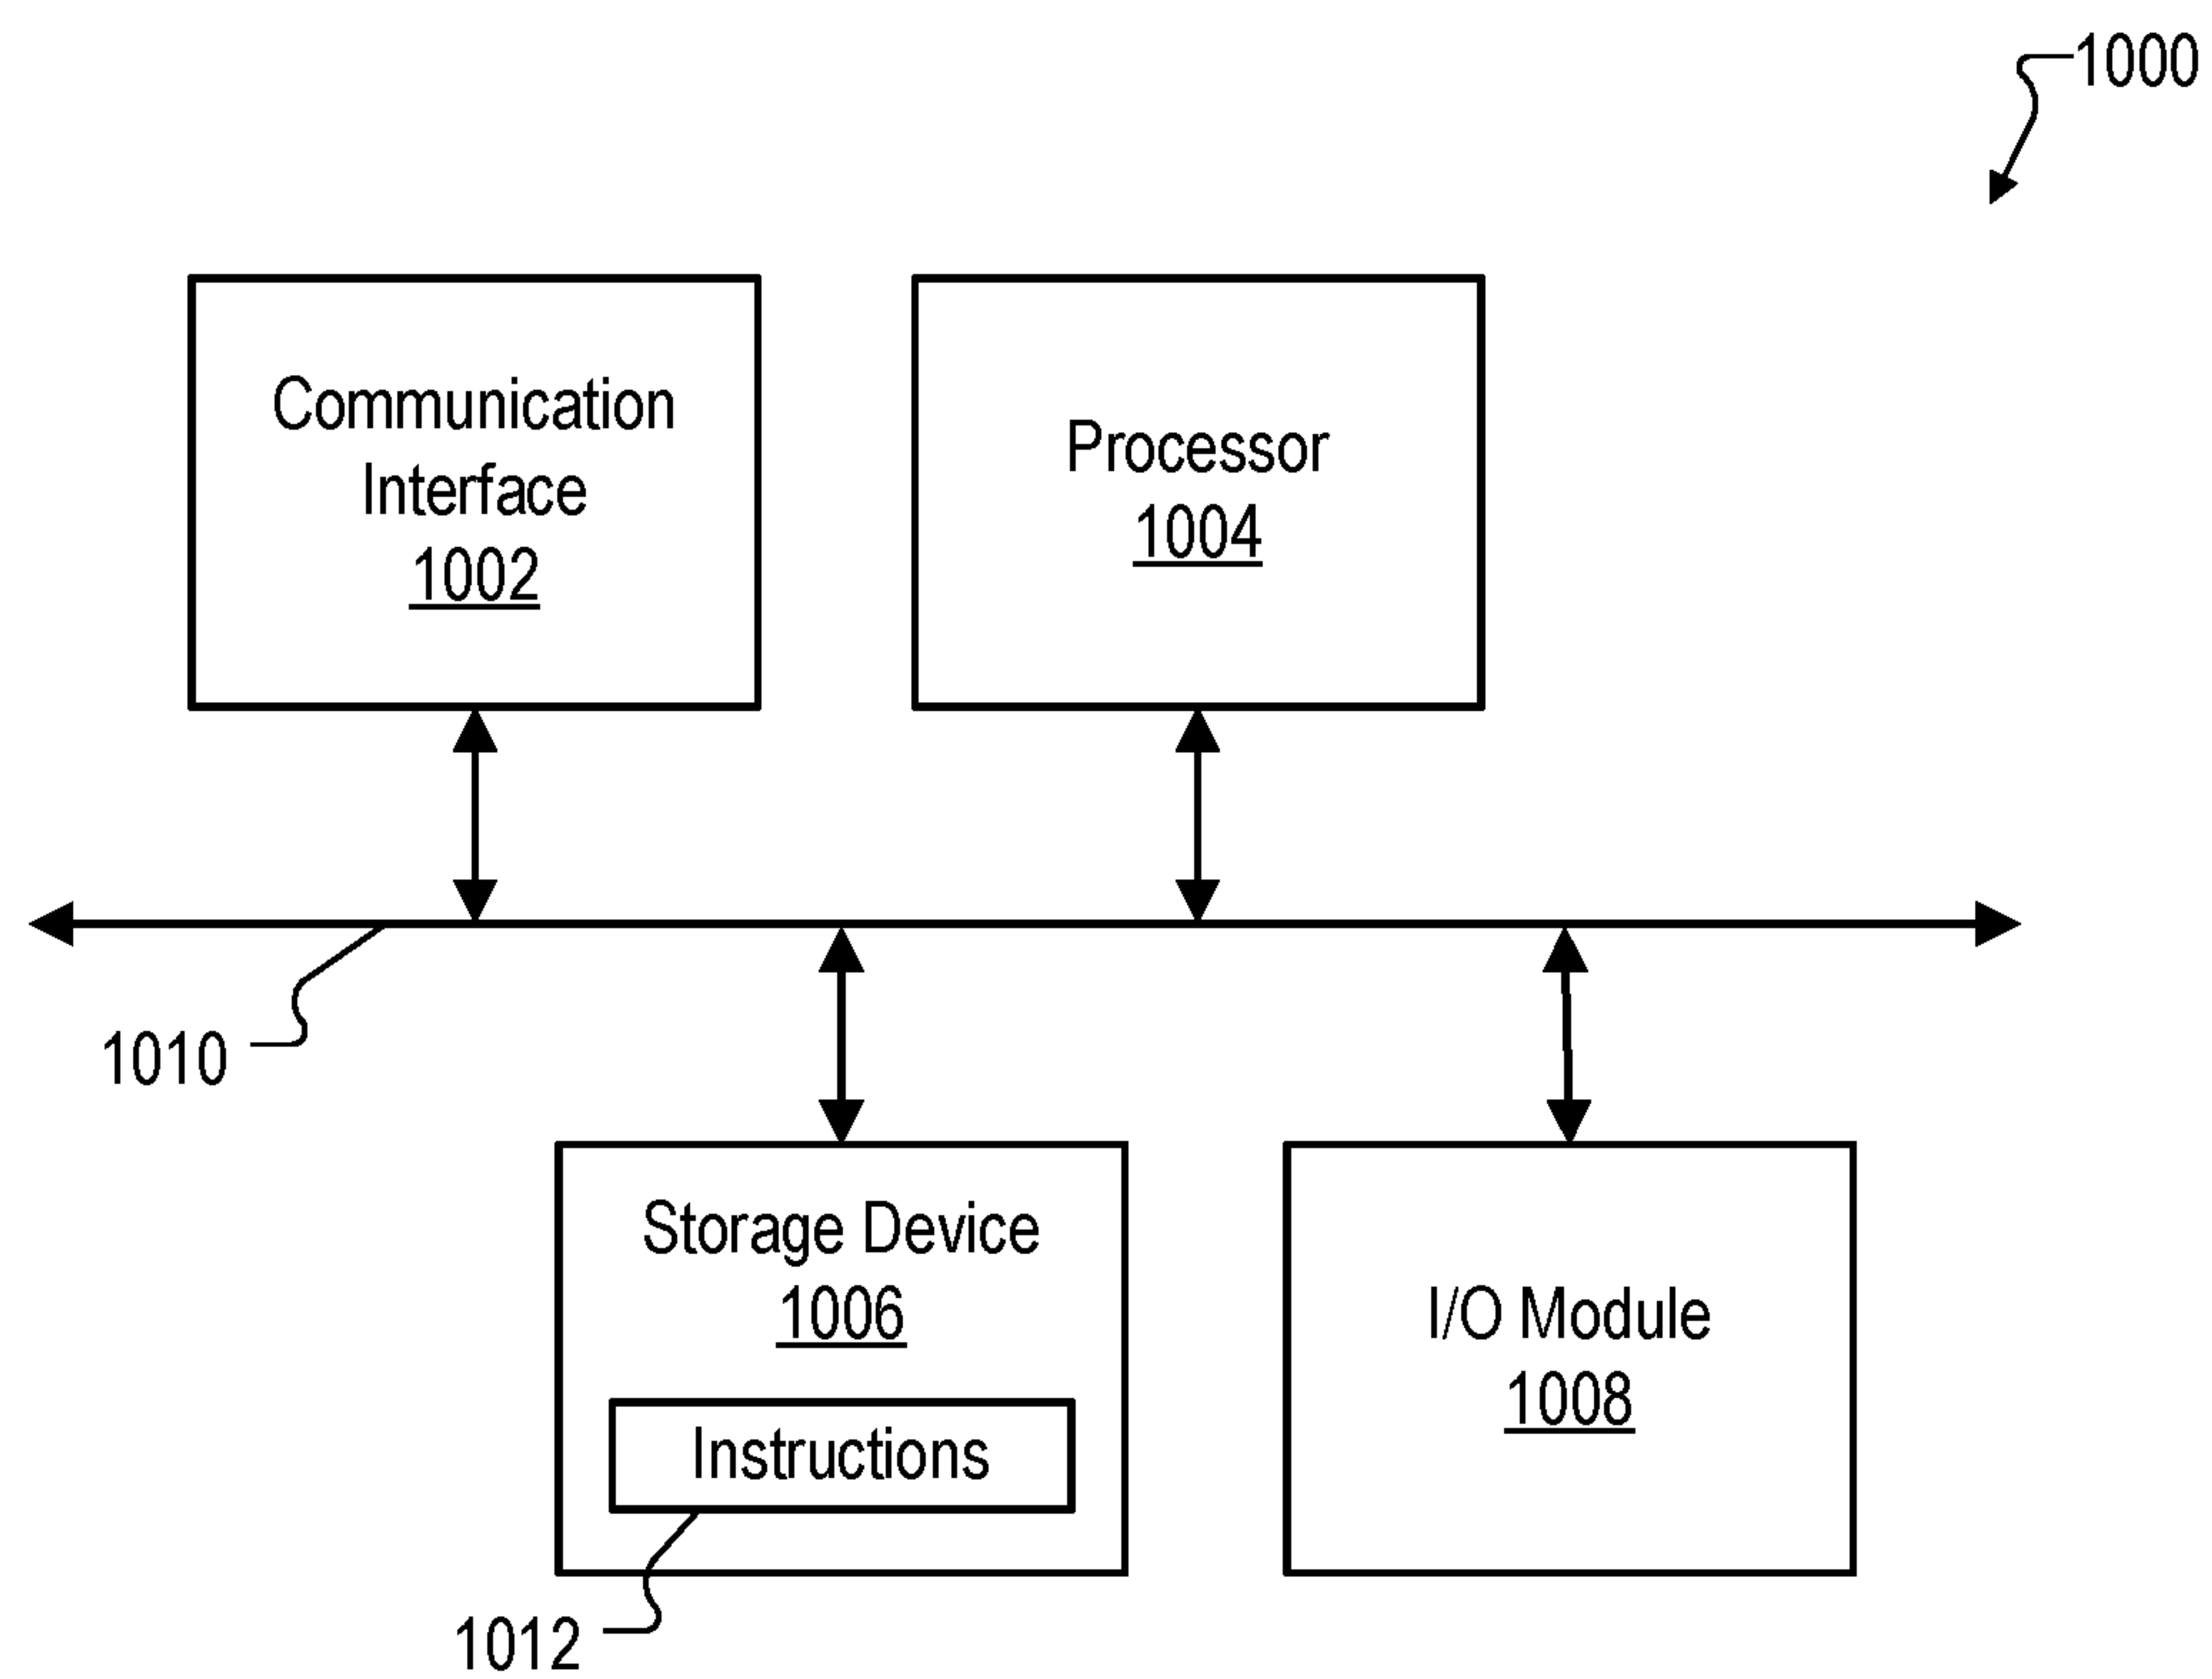 1000
Communication
Interface
1002
Processor
1004
1010
Storage Device
1006
Instructions
1012
I/O Module
1008